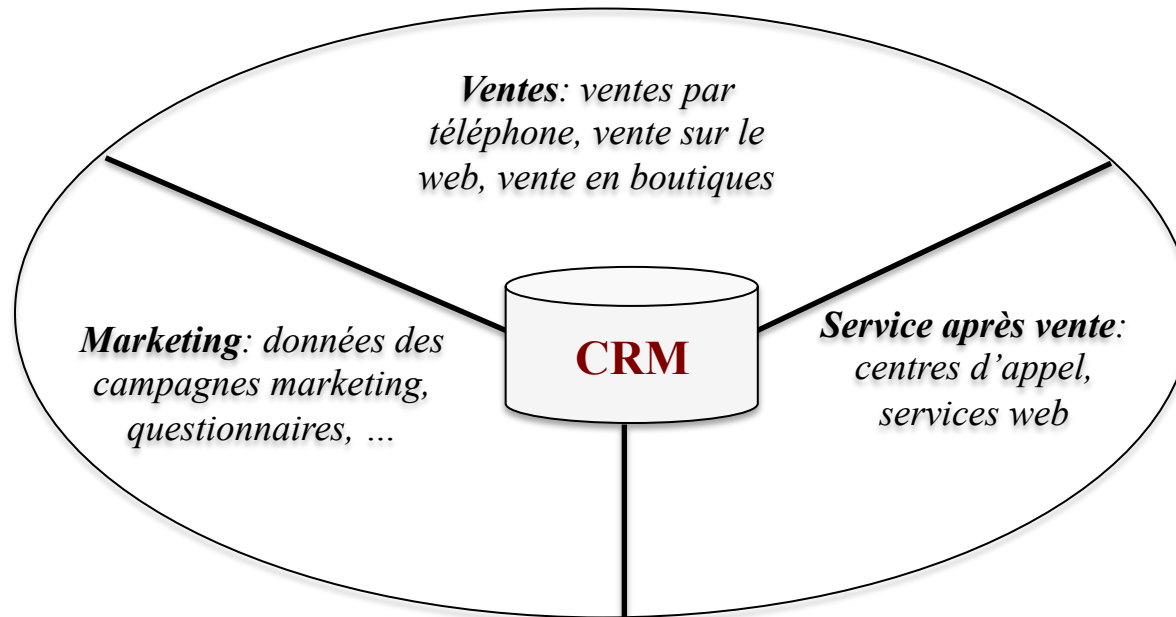 Ventes: ventes par
téléphone, vente sur le
web, vente en boutiques
Marketing: données des
campagnes marketing,
questionnaires, …
CRM
Service après vente:
centres d’appel,
services web